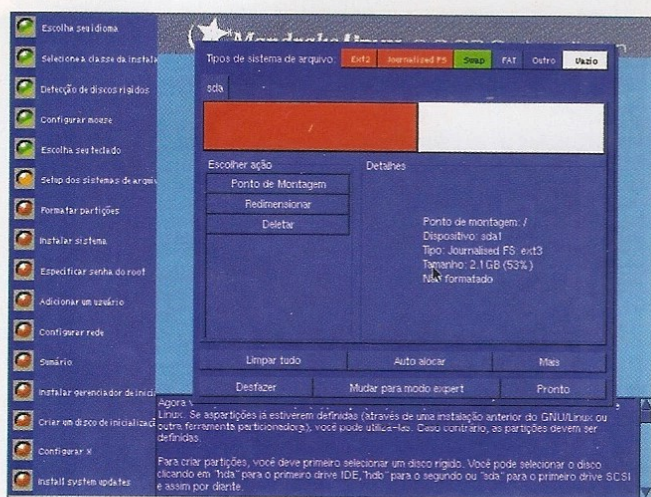 Escolha seu idioma
Selecione a classe da instala
Detecção de discos rígidos
Configurar mouse
Escolha seu teclado
Setup dos sistemas de arquiv
Formatar partições
Instalar sistema
Especificar senha do root
Adicionar um usuário
Configurar rede
Sumário
Instalar gerenciador de inici
Criar um disco de inicializaçã
Configurar X
Install system updates
Mandrake Linux
Tipos de sistema de arquivo: Ext2 Journalised FS Swap FAT Outro Vazio
sda
/
Escolher ação
Ponto de Montagem
Redimensionar
Deletar
Detalhes
Ponto de montagem: /
Dispositivo: sda1
Tipo: Journalised FS: ext3
Tamanho: 2.1GB (53%)
Não formatado
Limpar tudo Auto alocar Mais
Desfazer Mudar para modo expert Pronto
Agora v
Linux. Se aspartições já estiverem definidas (através de uma instalação anterior do GNU/Linux ou
outra ferramenta particionadora), você pode utilizá-las. Caso contrário, as partições devem ser
definidas.
Para criar partições, você deve primeiro selecionar um disco rígido. Você pode selecionar o disco
clicando em "hda" para o primeiro drive IDE, "hdb" para o segundo ou "sda" para o primeiro drive SCSI
e assim por diante.